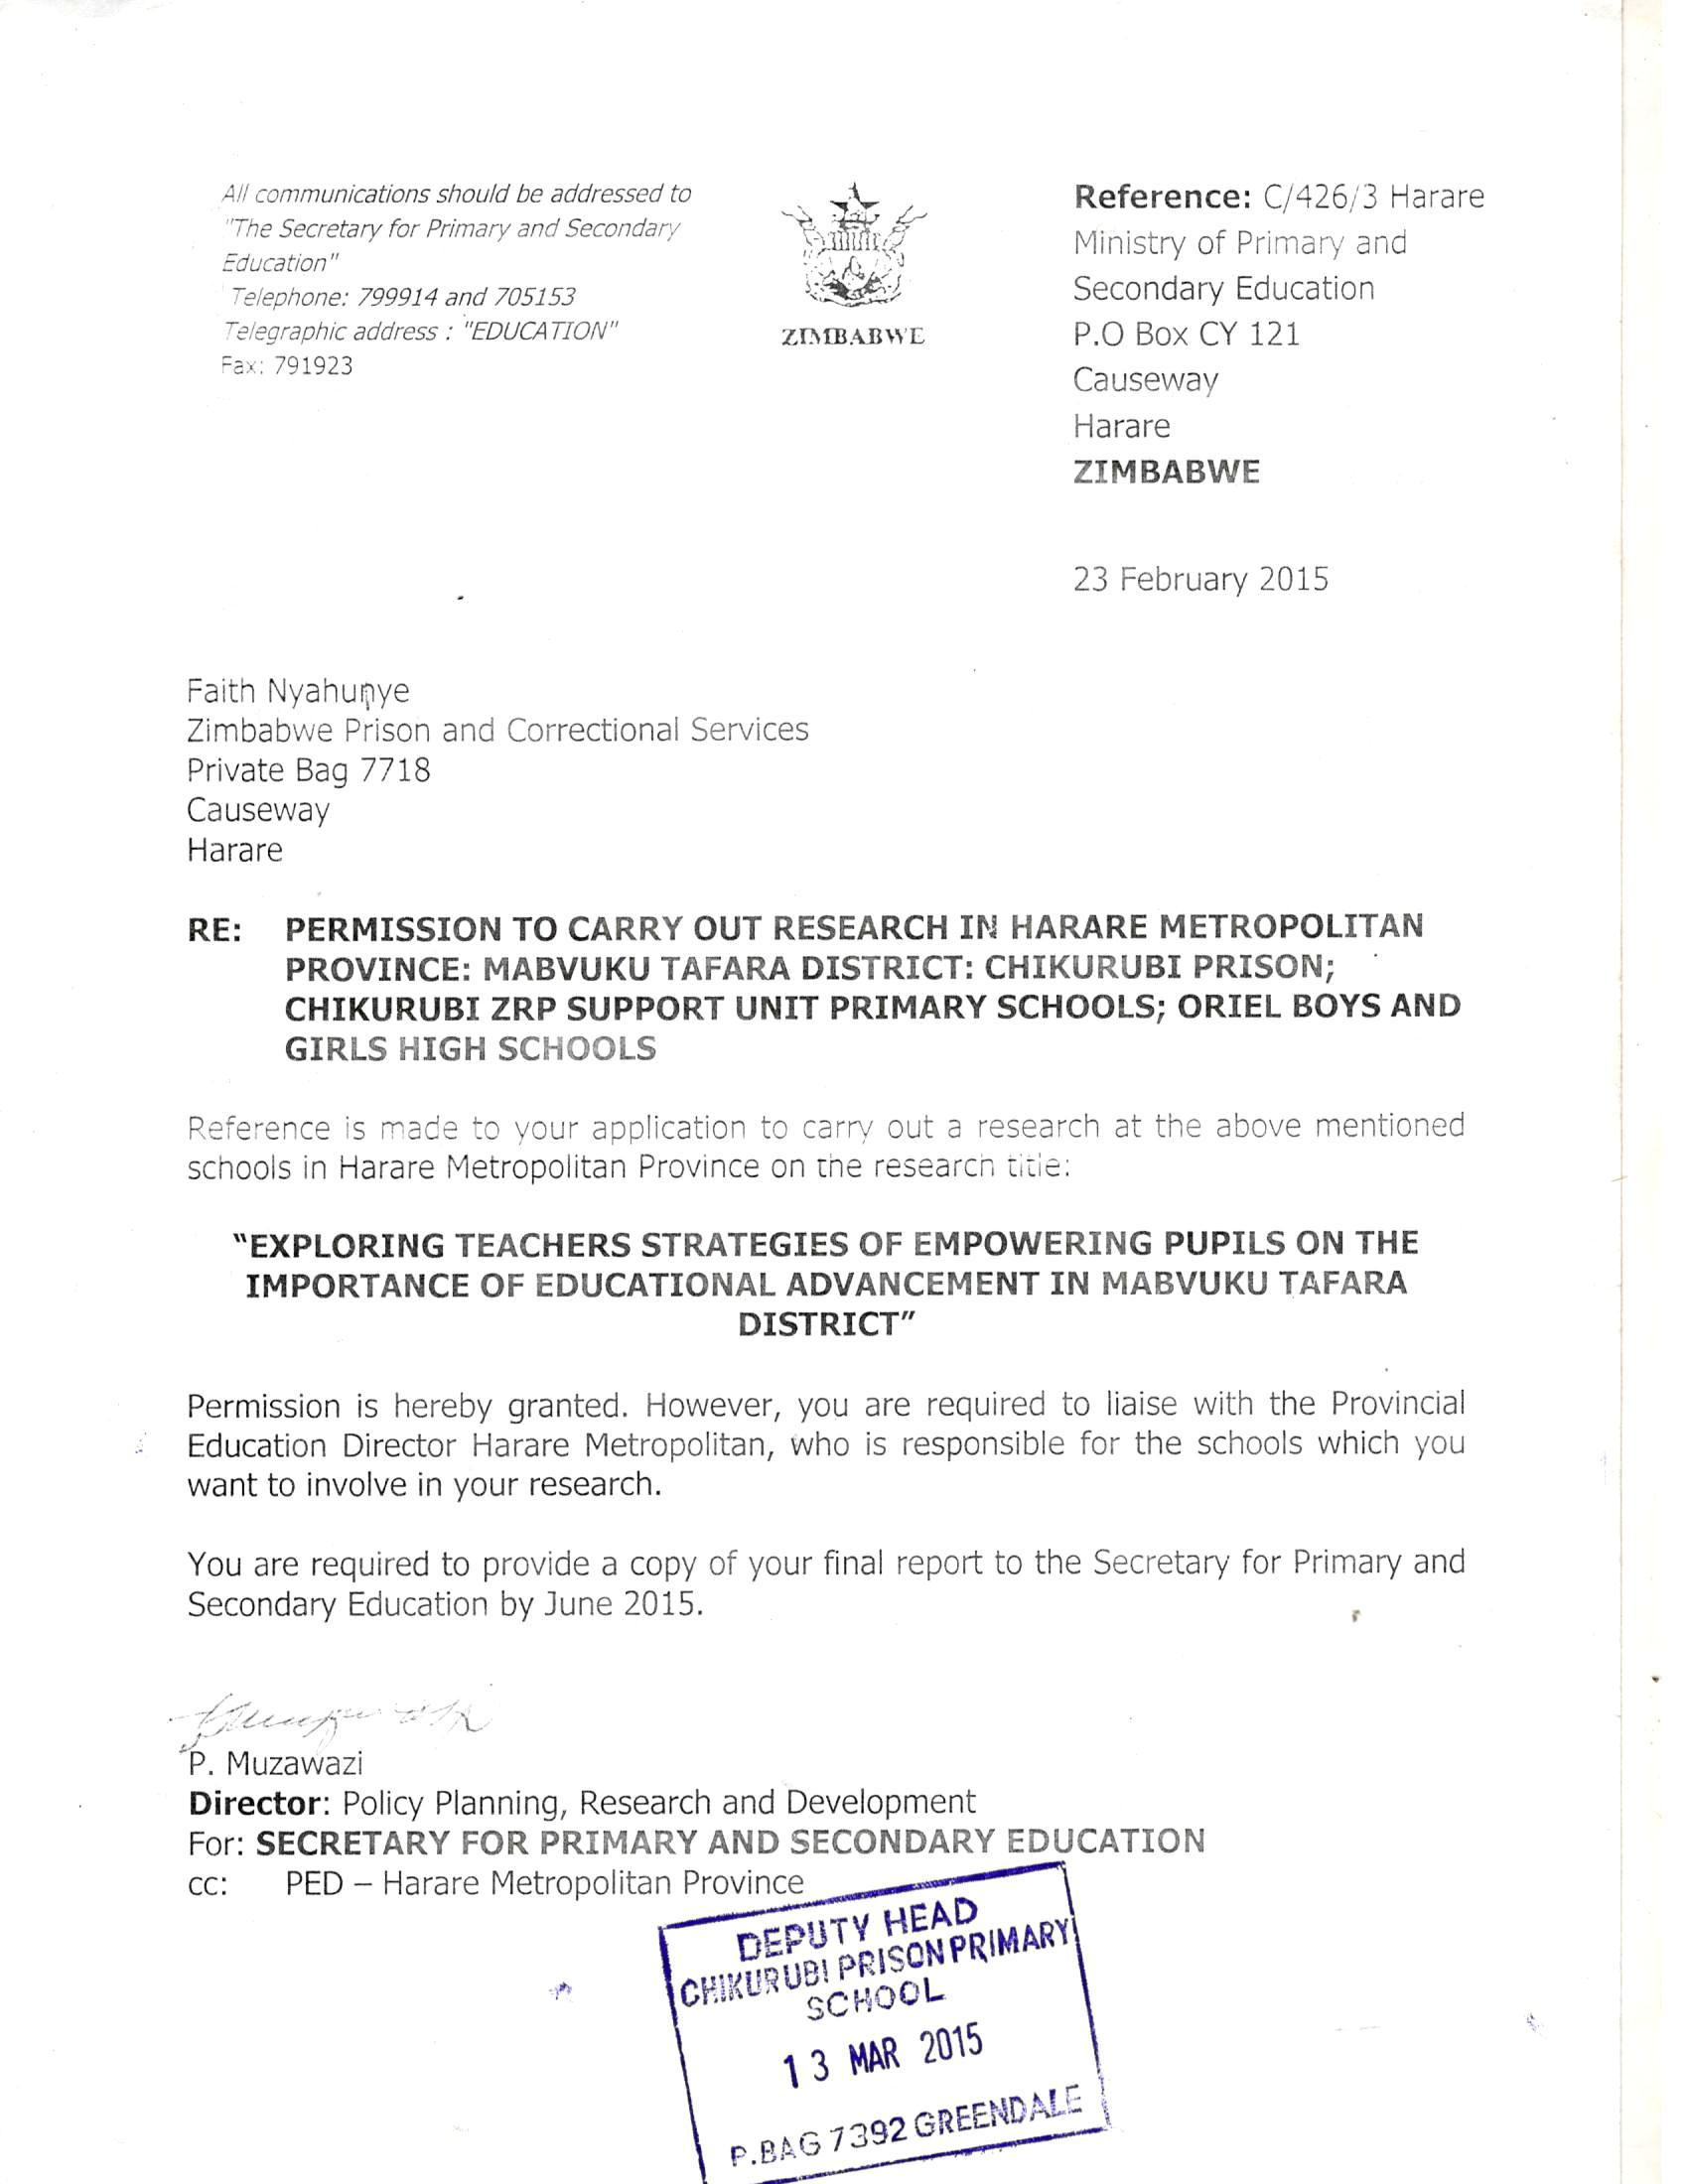 All communications should be addressed to
"The Secretary for Primary and Secondary
Education"
Telephone: 799914 and 705153
Telegraphic address : "EDUCATION"
Fax: 791923
ZIMBABWE
Reference: C/426/3 Harare
Ministry of Primary and
Secondary Education
P.O Box CY 121
Causeway
Harare
ZIMBABWE
23 February 2015
Faith Nyahunye
Zimbabwe Prison and Correctional Services
Private Bag 7718
Causeway
Harare
RE: PERMISSION TO CARRY OUT RESEARCH IN HARARE METROPOLITAN
PROVINCE: MABVUKU TAFARA DISTRICT: CHIKURUBI PRISON;
CHIKURUBI ZRP SUPPORT UNIT PRIMARY SCHOOLS; ORIEL BOYS AND
GIRLS HIGH SCHOOLS
Reference is made to your application to carry out a research at the above mentioned
schools in Harare Metropolitan Province on the research title:
"EXPLORING TEACHERS STRATEGIES OF EMPOWERING PUPILS ON THE
IMPORTANCE OF EDUCATIONAL ADVANCEMENT IN MABVUKU TAFARA
DISTRICT"
Permission is hereby granted. However, you are required to liaise with the Provincial
Education Director Harare Metropolitan, who is responsible for the schools which you
want to involve in your research.
You are required to provide a copy of your final report to the Secretary for Primary and
Secondary Education by June 2015.
P. Muzawazi
Director: Policy Planning, Research and Development
For: SECRETARY FOR PRIMARY AND SECONDARY EDUCATION
cc: PED – Harare Metropolitan Province
DEPUTY HEAD
CHIKURUBI PRISON PRIMARY
SCHOOL
13 MAR 2015
P.BAG 7392 GREENDALE